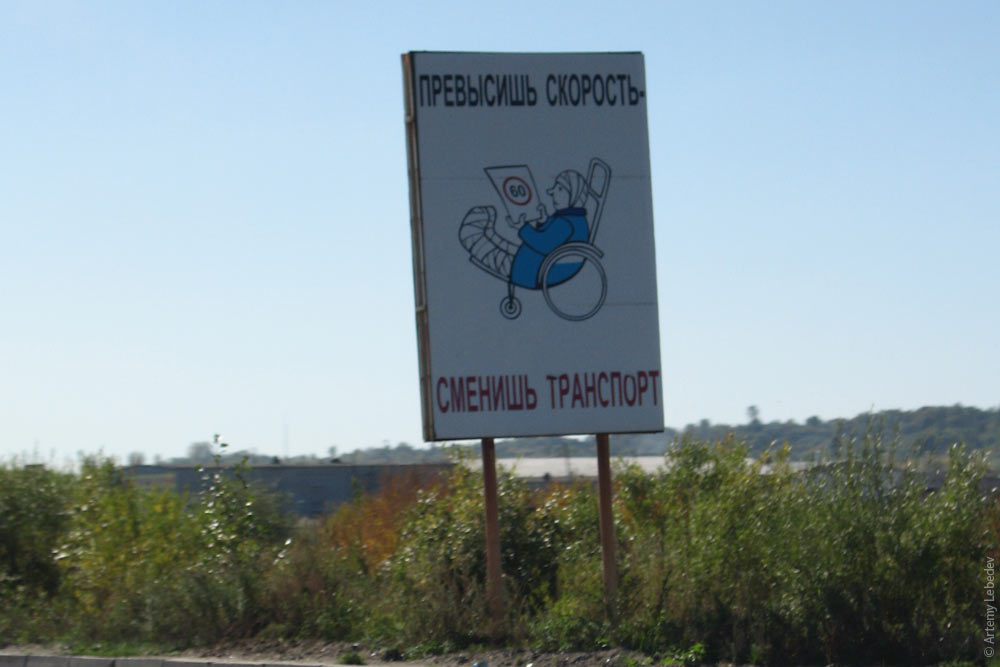 ПРЕВЫСИШЬ СКОРОСТЬ-
60
СМЕНИШЬ ТРАНСПОРТ
© Artemy Lebedev